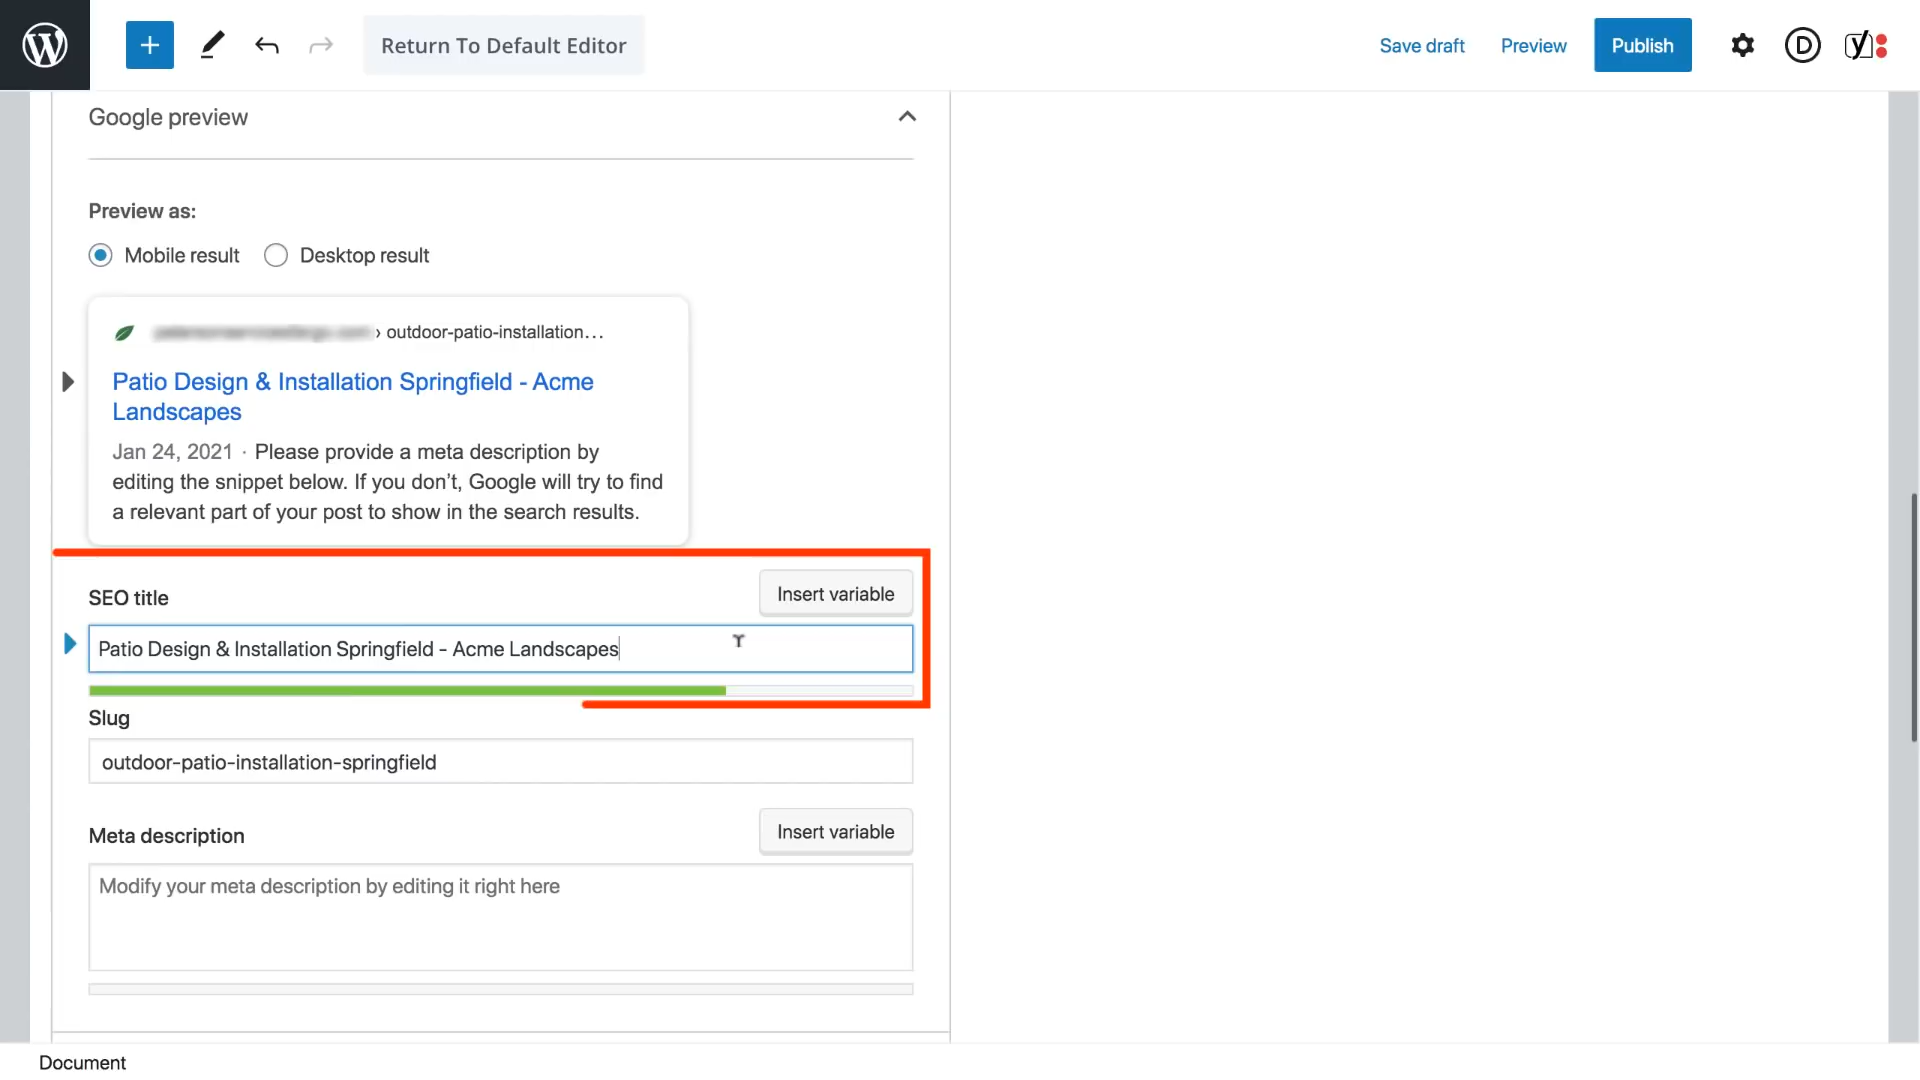 Return To Default Editor
Save draft
Preview
Publish
Google preview
Preview as:
Mobile result
Desktop result
› outdoor-patio-installation…
Patio Design & Installation Springfield - Acme
Landscapes
Jan 24, 2021 · Please provide a meta description by
editing the snippet below. If you don’t, Google will try to find
a relevant part of your post to show in the search results.
SEO title
Insert variable
Patio Design & Installation Springfield - Acme Landscapes
Slug
outdoor-patio-installation-springfield
Meta description
Insert variable
Modify your meta description by editing it right here
Document